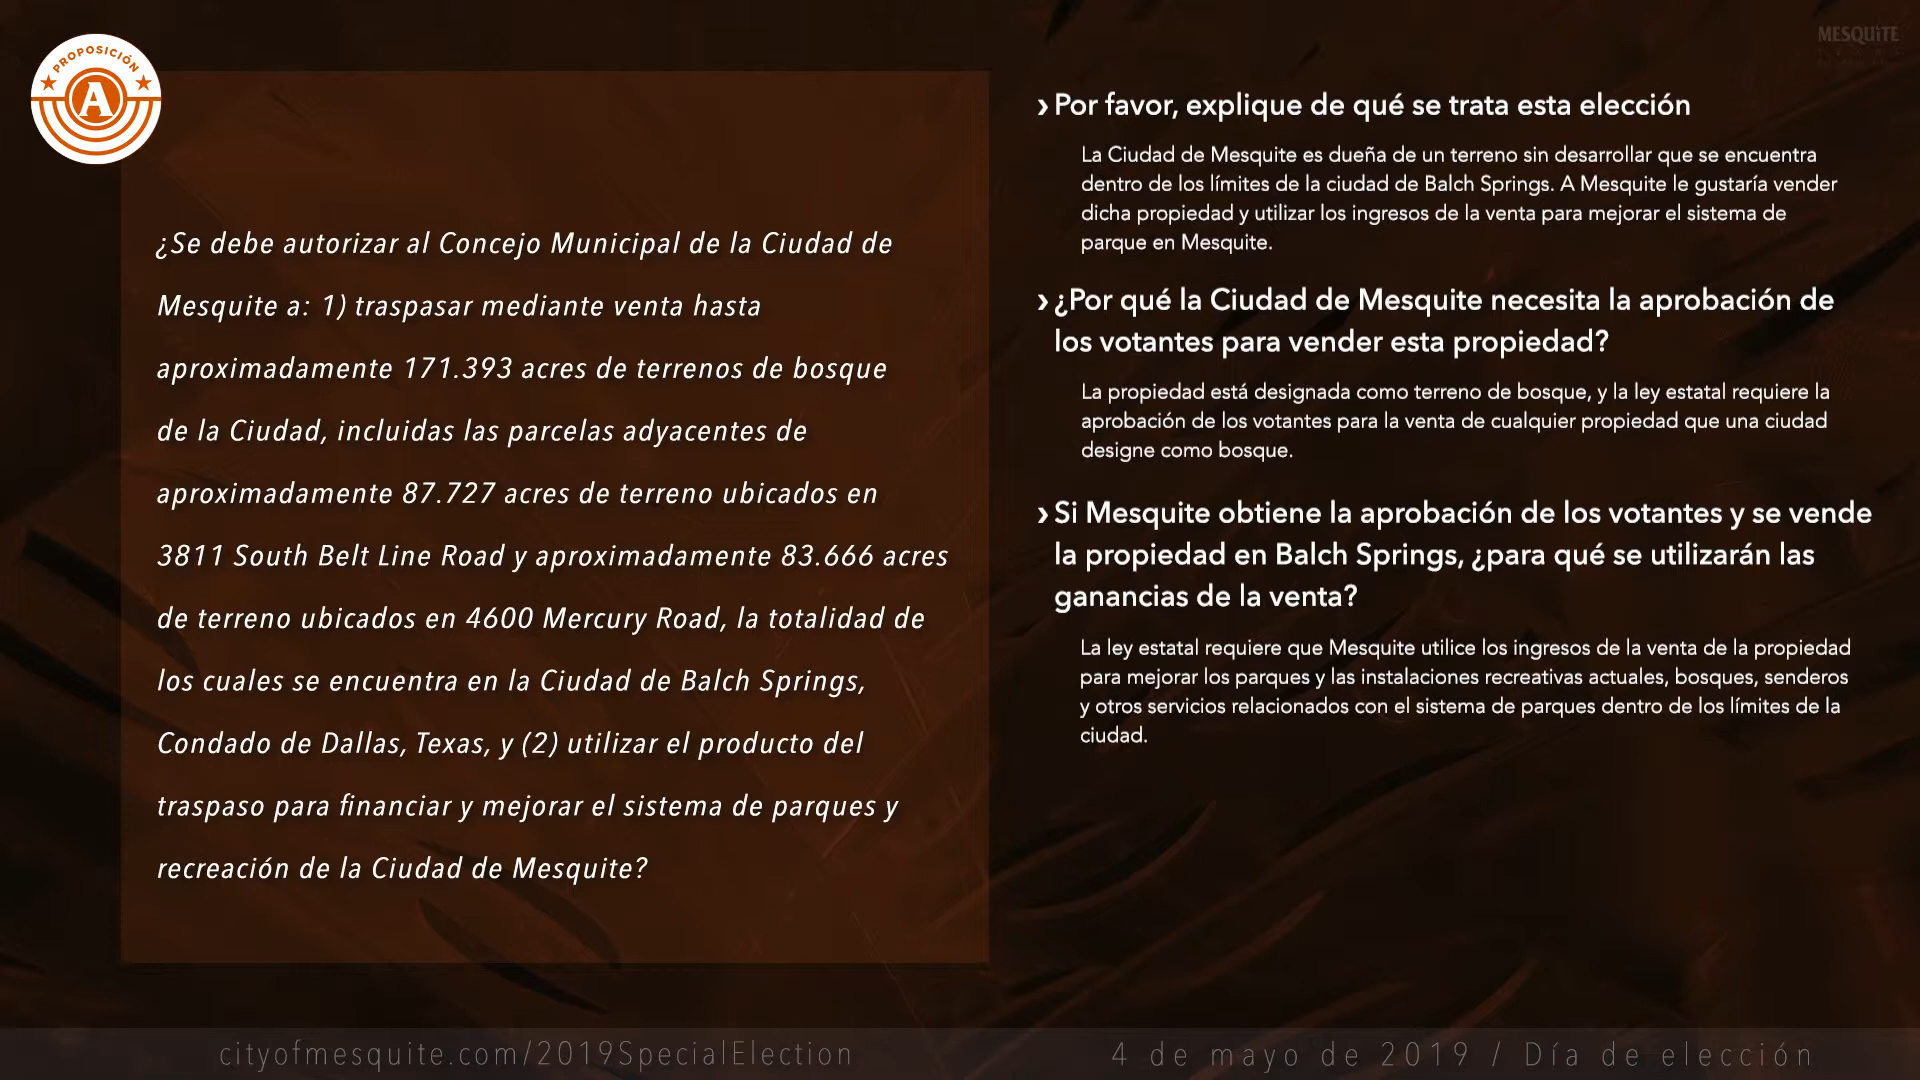 PROPOSICIÓN
A
¿Se debe autorizar al Concejo Municipal de la Ciudad de
Mesquite a: 1) traspasar mediante venta hasta
aproximadamente 171.393 acres de terrenos de bosque
de la Ciudad, incluidas las parcelas adyacentes de
aproximadamente 87.727 acres de terreno ubicados en
3811 South Belt Line Road y aproximadamente 83.666 acres
de terreno ubicados en 4600 Mercury Road, la totalidad de
los cuales se encuentra en la Ciudad de Balch Springs,
Condado de Dallas, Texas, y (2) utilizar el producto del
traspaso para financiar y mejorar el sistema de parques y
recreación de la Ciudad de Mesquite?
MESQUITE
› Por favor, explique de qué se trata esta elección
La Ciudad de Mesquite es dueña de un terreno sin desarrollar que se encuentra
dentro de los límites de la ciudad de Balch Springs. A Mesquite le gustaría vender
dicha propiedad y utilizar los ingresos de la venta para mejorar el sistema de
parque en Mesquite.
› ¿Por qué la Ciudad de Mesquite necesita la aprobación de
los votantes para vender esta propiedad?
La propiedad está designada como terreno de bosque, y la ley estatal requiere la
aprobación de los votantes para la venta de cualquier propiedad que una ciudad
designe como bosque.
› Si Mesquite obtiene la aprobación de los votantes y se vende
la propiedad en Balch Springs, ¿para qué se utilizarán las
ganancias de la venta?
La ley estatal requiere que Mesquite utilice los ingresos de la venta de la propiedad
para mejorar los parques y las instalaciones recreativas actuales, bosques, senderos
y otros servicios relacionados con el sistema de parques dentro de los límites de la
ciudad.
cityofmesquite.com/2019SpecialElection
4 de mayo de 2019 / Día de elección